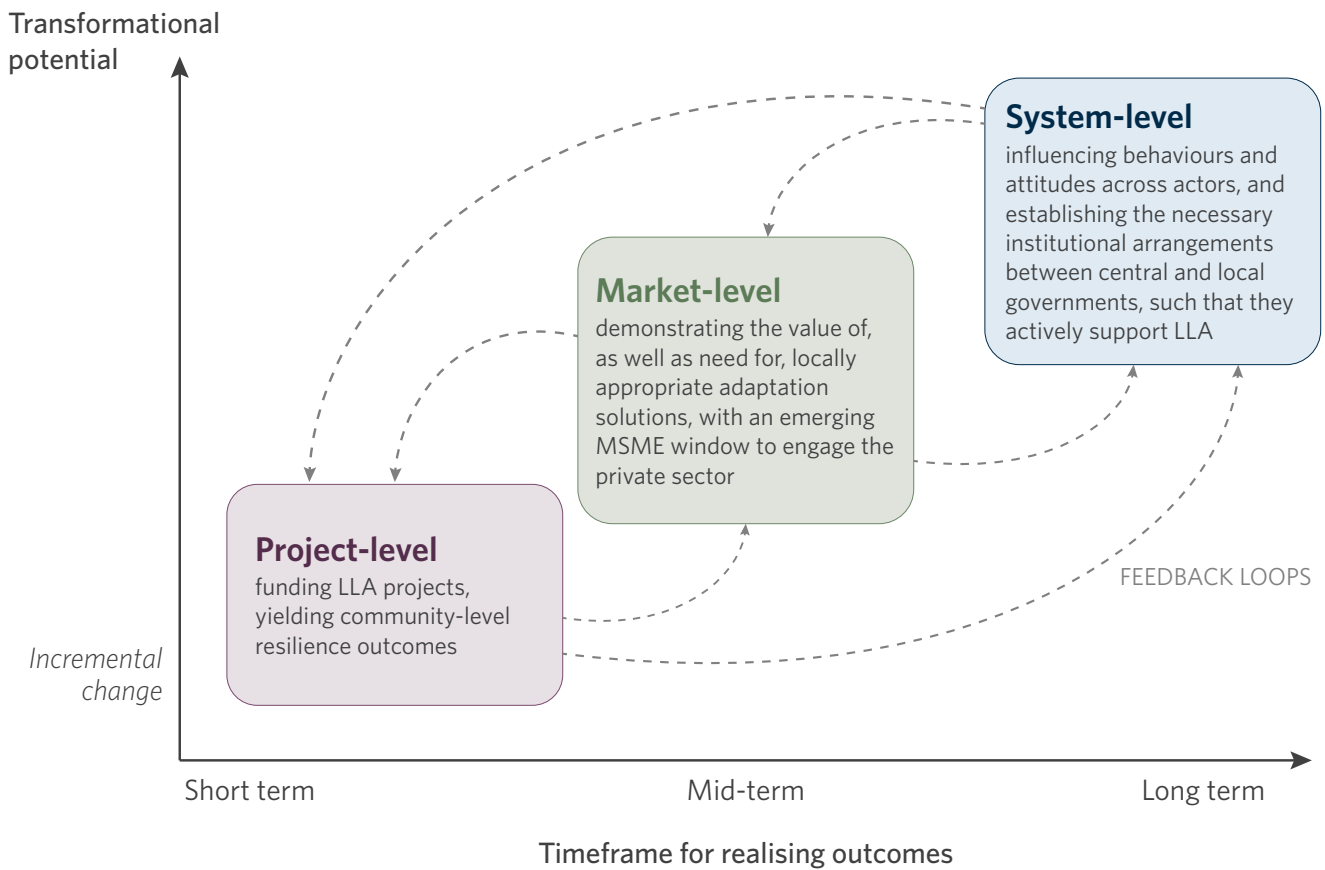 Transformational
potential
System-level
influencing behaviours and
attitudes across actors, and
establishing the necessary
institutional arrangements
between central and local
governments, such that they
actively support LLA
Market-level
demonstrating the value of,
as well as need for, locally
appropriate adaptation
solutions, with an emerging
MSME window to engage the
private sector
Project-level
funding LLA projects,
yielding community-level
resilience outcomes
FEEDBACK LOOPS
Incremental
change
Short term
Mid-term
Long term
Timeframe for realising outcomes